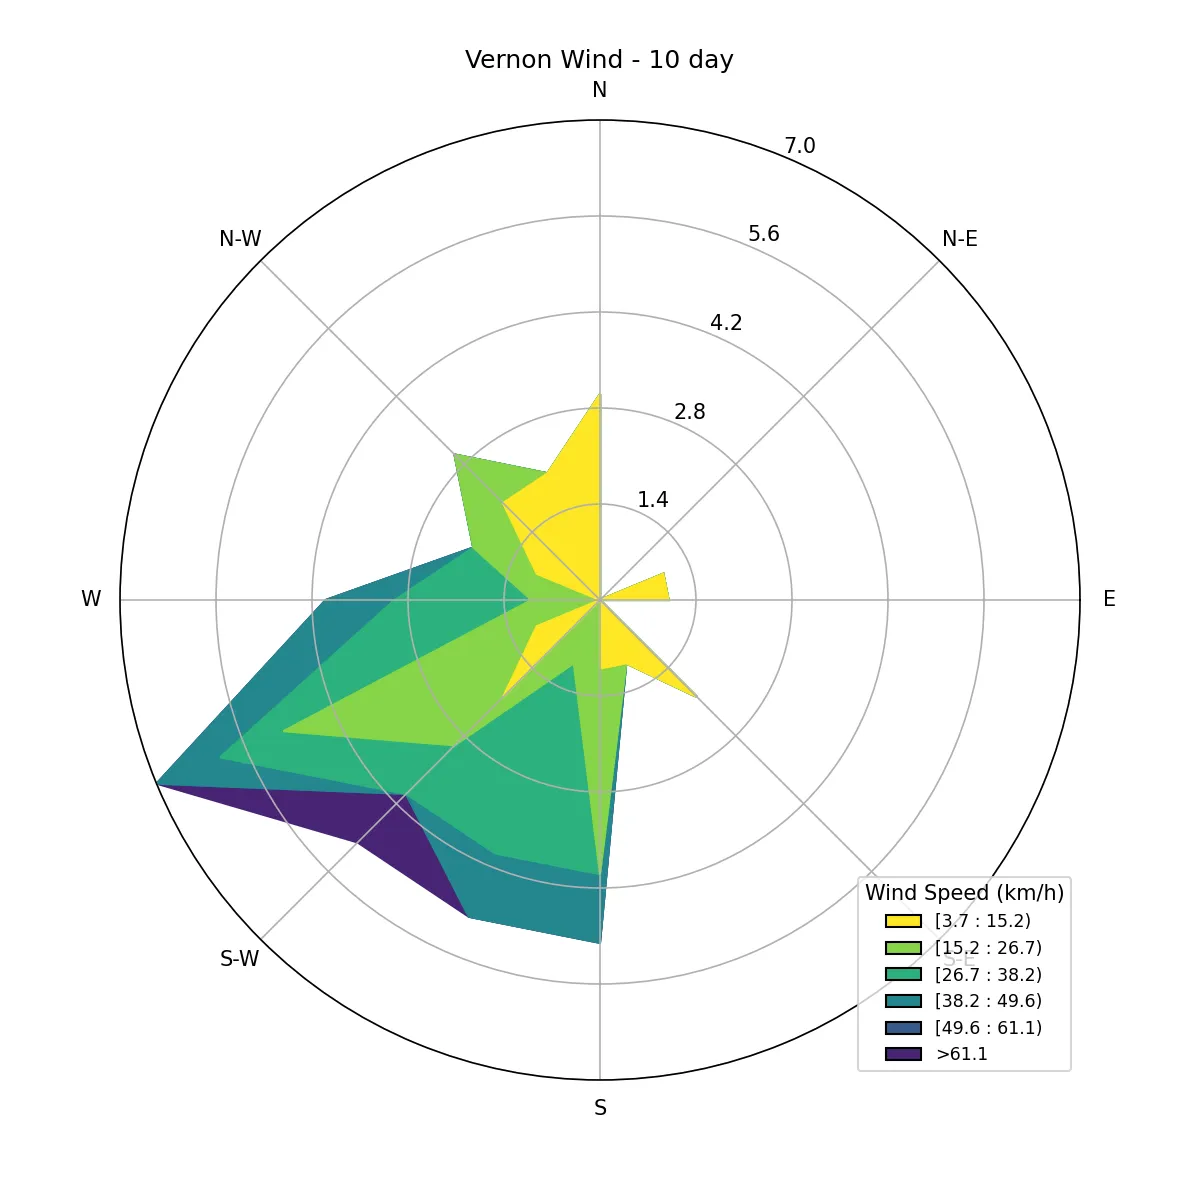 Vernon Wind - 10 day
N
7.0
5.6
N-W
N-E
4.2
2.8
1.4
W
E
Wind Speed (km/h)
[3.7 : 15.2)
[15.2 : 26.7)
S-W
S-E
[26.7 : 38.2)
[38.2 : 49.6)
[49.6 : 61.1)
>61.1
S